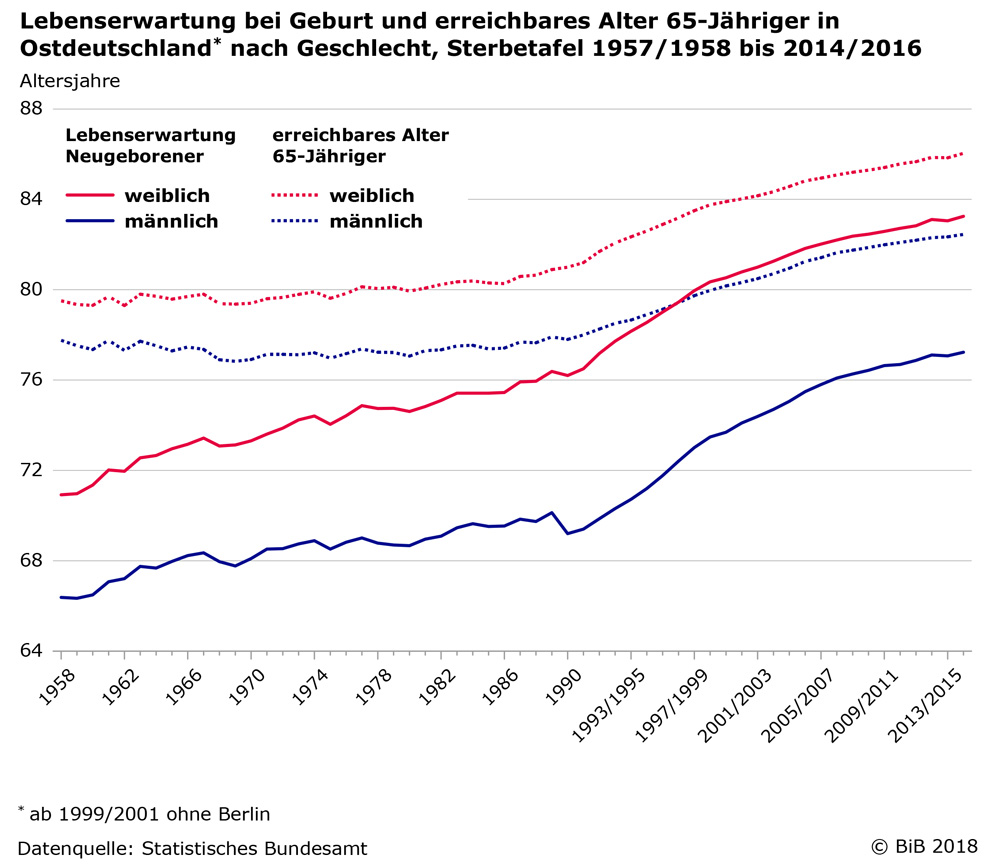 Lebenserwartung bei Geburt und erreichbares Alter 65-Jähriger in
Ostdeutschland* nach Geschlecht, Sterbetafel 1957/1958 bis 2014/2016
Altersjahre
88
Lebenserwartung erreichbares Alter
Neugeborener 65-Jähriger
weiblich weiblich
männlich männlich
84
80
76
72
68
64
1958 1962 1966 1970 1974 1978 1982 1986 1990 1993/1995 1997/1999 2001/2003 2005/2007 2009/2011 2013/2015
* ab 1999/2001 ohne Berlin
Datenquelle: Statistisches Bundesamt © BiB 2018